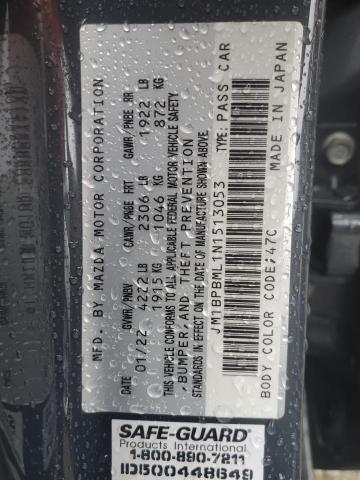 MFD. BY MAZDA MOTOR CORPORATION
DATE GVWR/PNBV GAWR/PNBE FRT GAWR/PNBE RR
01/22 4222 LB 2306 LB 1922 LB
1915 KG 1046 KG 872 KG
THIS VEHICLE CONFORMS TO ALL APPLICABLE FEDERAL MOTOR VEHICLE SAFETY,
BUMPER, AND THEFT PREVENTION
STANDARDS IN EFFECT ON THE DATE OF MANUFACTURE SHOWN ABOVE.
JM1BPBML1N1513053 TYPE: PASS CAR
BODY COLOR CODE: 47C MADE IN JAPAN
SAFE-GUARD®
Products International
1-800-890-7211
IID1500448649